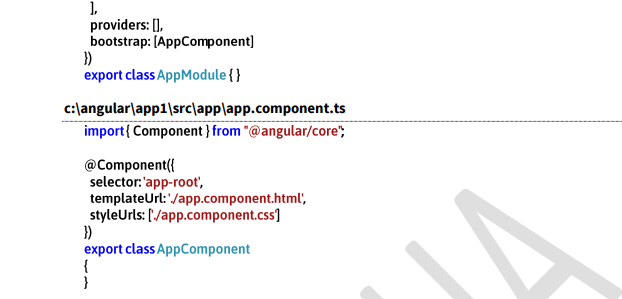 ],
providers: [],
bootstrap: [AppComponent]
})
export class AppModule { }
c:\angular\app1\src\app\app.component.ts
import { Component } from "@angular/core";
@Component({
selector: 'app-root',
templateUrl: './app.component.html',
styleUrls: ['./app.component.css']
})
export class AppComponent
{
}